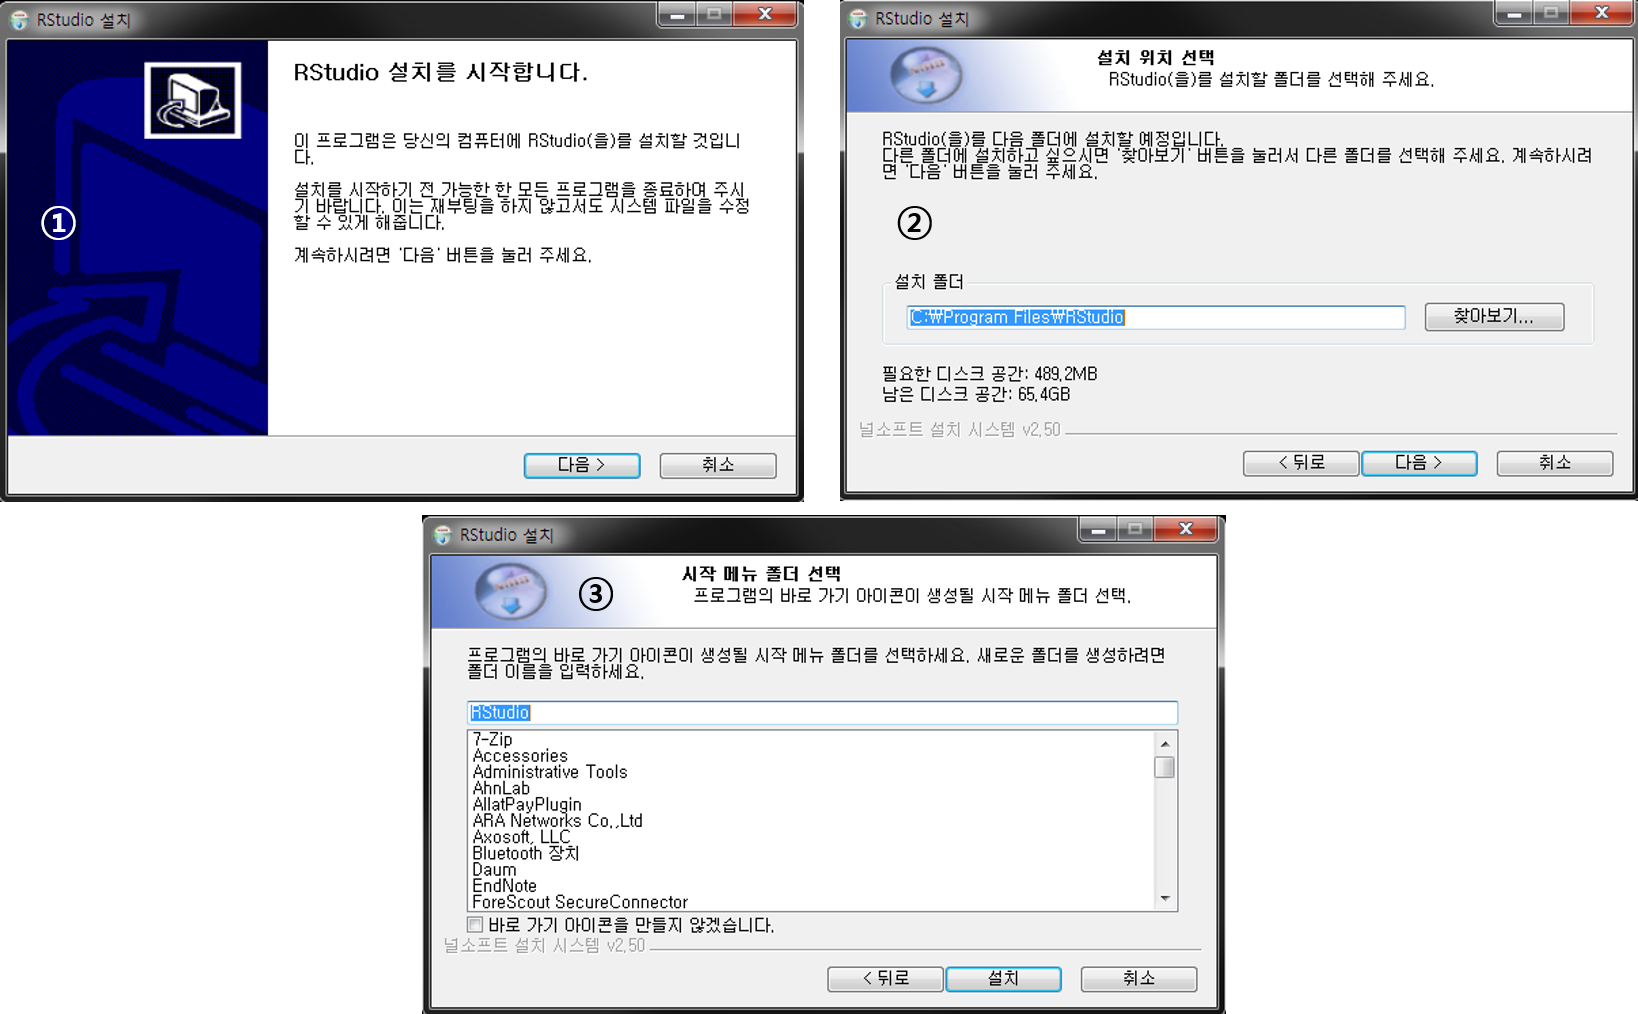 RStudio 설치
RStudio 설치를 시작합니다.
이 프로그램은 당신의 컴퓨터에 RStudio(을)를 설치할 것입니
다.
설치를 시작하기 전 가능한 한 모든 프로그램을 종료하여 주시
기 바랍니다. 이는 재부팅을 하지 않고서도 시스템 파일을 수정
할 수 있게 해줍니다.
①
계속하시려면 '다음' 버튼을 눌러 주세요.
다음 >
취소
RStudio 설치
설치 위치 선택
RStudio(을)를 설치할 폴더를 선택해 주세요.
RStudio(을)를 다음 폴더에 설치할 예정입니다.
다른 폴더에 설치하고 싶으시면 '찾아보기' 버튼을 눌러서 다른 폴더를 선택해 주세요. 계속하시려
면 '다음' 버튼을 눌러 주세요.
②
설치 폴더
C:₩Program Files₩RStudio
찾아보기...
필요한 디스크 공간: 489.2MB
남은 디스크 공간: 65.4GB
널소프트 설치 시스템 v2.50
< 뒤로
다음 >
취소
RStudio 설치
③
시작 메뉴 폴더 선택
프로그램의 바로 가기 아이콘이 생성될 시작 메뉴 폴더 선택.
프로그램의 바로 가기 아이콘이 생성될 시작 메뉴 폴더를 선택하세요. 새로운 폴더를 생성하려면
폴더 이름을 입력하세요.
RStudio
7-Zip
Accessories
Administrative Tools
AhnLab
AllatPayPlugin
ARA Networks Co.,Ltd
Axosoft, LLC
Bluetooth 장치
Daum
EndNote
ForeScout SecureConnector
바로 가기 아이콘을 만들지 않겠습니다.
널소프트 설치 시스템 v2.50
< 뒤로
설치
취소